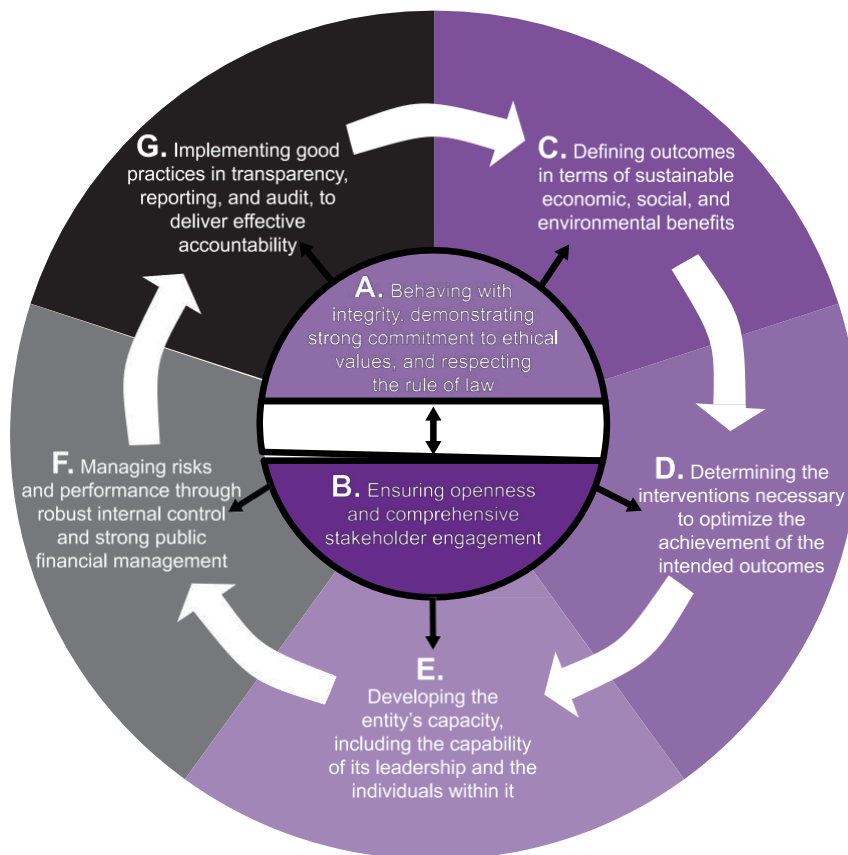 G. Implementing good
practices in transparency,
reporting, and audit, to
deliver effective
accountability
C. Defining outcomes
in terms of sustainable
economic, social, and
environmental benefits
A. Behaving with
integrity, demonstrating
strong commitment to ethical
values, and respecting
the rule of law
B. Ensuring openness
and comprehensive
stakeholder engagement
D. Determining the
interventions necessary
to optimize the
achievement of the
intended outcomes
E.
Developing the
entity's capacity,
including the capability
of its leadership and the
individuals within it
F. Managing risks
and performance through
robust internal control
and strong public
financial management